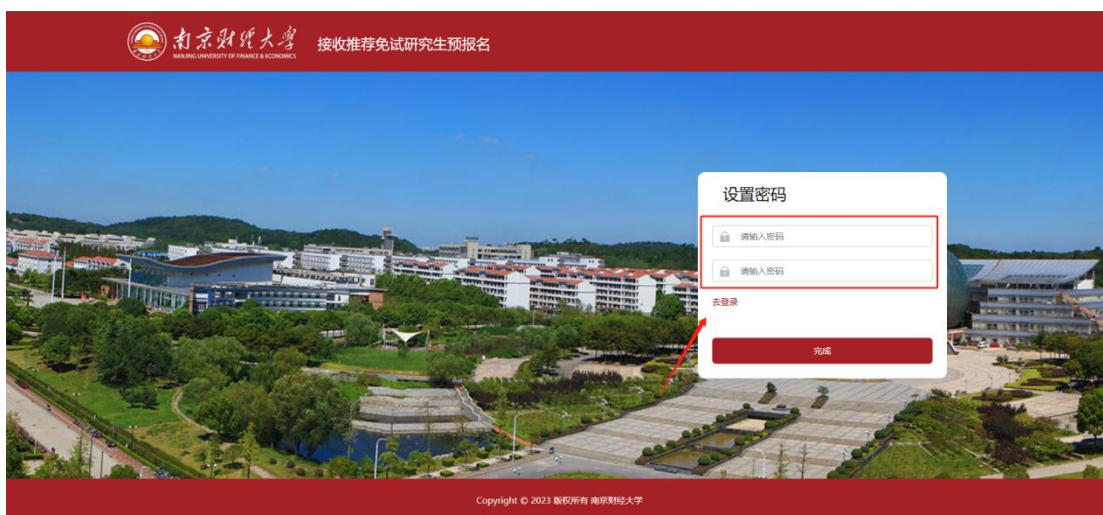 南京财经大学
NANJING UNIVERSITY OF FINANCE & ECONOMICS
接收推荐免试研究生预报名
设置密码
请输入密码
请输入密码
去登录
完成
Copyright © 2023 版权所有 南京财经大学